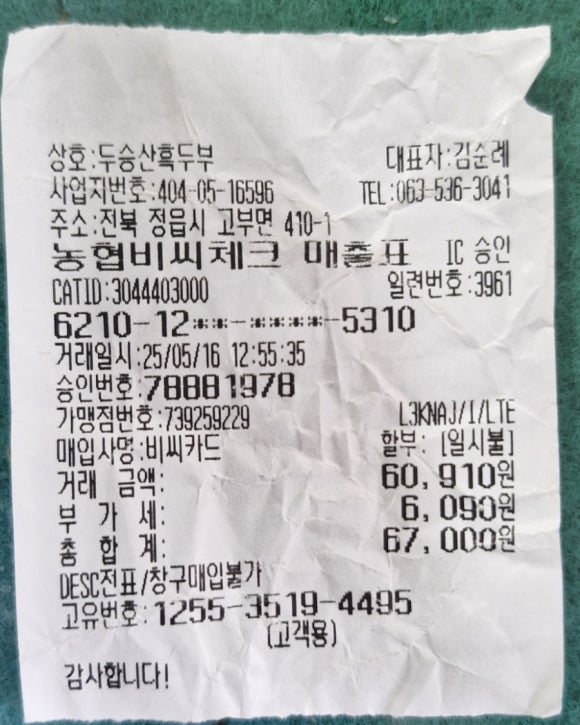 상호:두승산흑두부 대표자:김순례
사업지번호:404-05-16596 TEL:063-536-3041
주소:전북 정읍시 고부면 410-1
농협비씨체크 매출표 IC 승인
CATID:3044403000 일련번호:3961
6210-12**-****-5310
거래일시:25/05/16 12:55:35
승인번호:78881978
가맹점번호:739259229 L3KNAJ/I/LTE
매입사명:비씨카드 할부: [일시불]
거래 금액: 60,910원
부 가 세: 6,090원
총 합 계: 67,000원
DESC전표/창구매입불가
고유번호:1255-3519-4495
(고객용)
감사합니다!